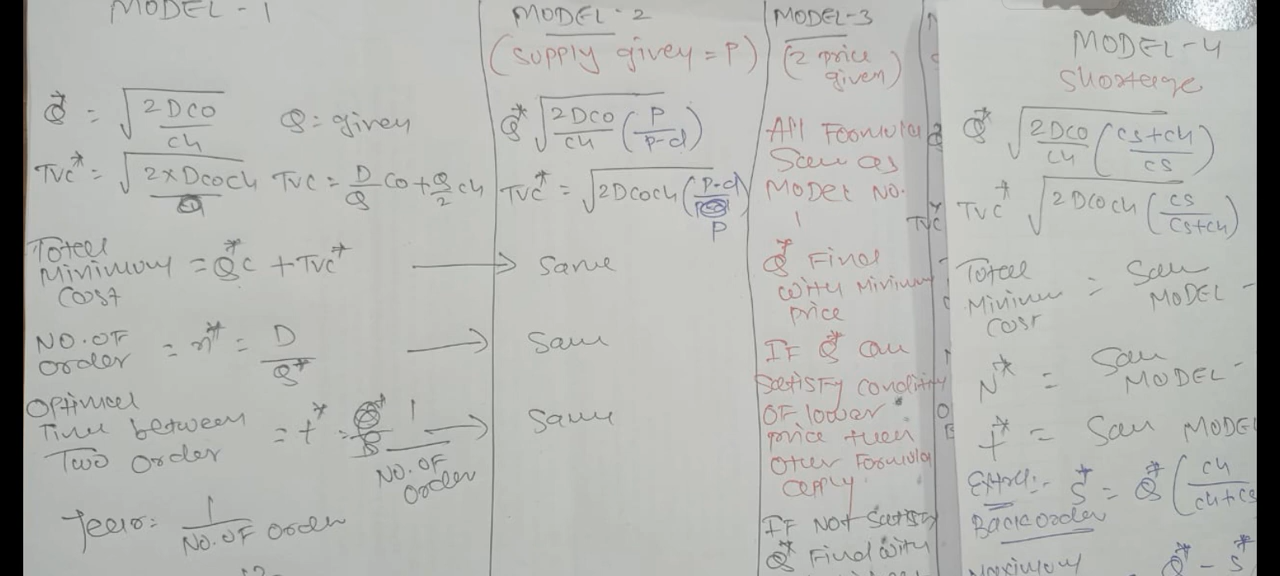 MODEL - 1
Q* = √(2DCO / CH)   Q = given
TVC* = √(2×DCOCH)   TVC = D/Q CO + Q/2 CH
Total
Minimum = Q*C + TVC* →
Cost
NO. OF
order = n* = D / Q* →
Optimal
Time between = t* = 1 / NO. OF order →
Two order
Year = 1 / NO. OF order
MODEL - 2
(supply given = P)
Q* √(2DCO / CH (P / P-d))
TVC* = √(2DCOCH (P-d / P))
Same
Same
Same
MODEL-3
(2 price
given)
All Formula
Same as
MODEL NO.
1
Q* Find
with Minimum
price
IF Q* can
satisfy condition
OF lower
price then
other Formula
apply
IF NOT satisfy
Q* Find with
MODEL-4
Shortage
Q* √(2DCO / CH (CS+CH / CS))
TVC* √(2DCOCH (CS / CS+CH))
Total
Minimum = Same
Cost MODEL -
N* = Same
MODEL -
t* = Same MODEL
Extra:- S* = Q* (CH / CH+CS
Back order
Maximum Q* - S*